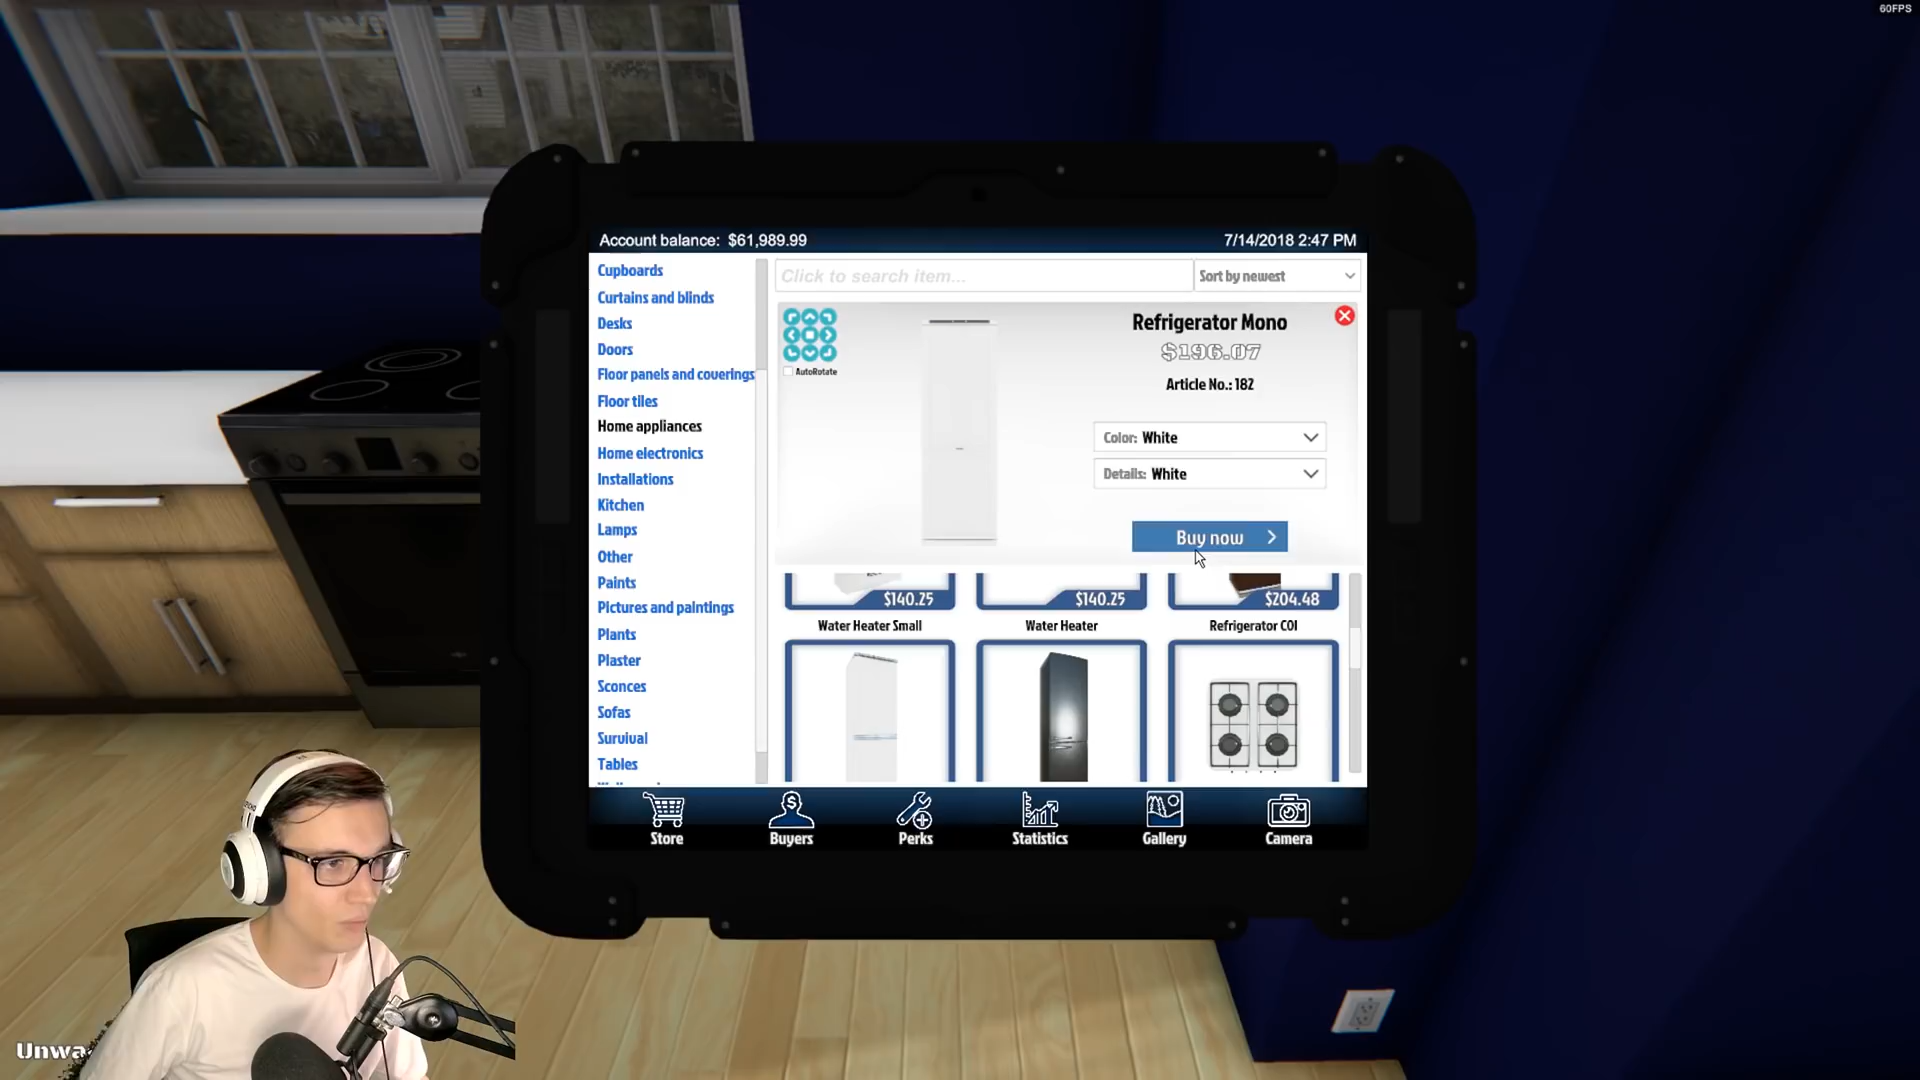 60FPS
Account balance: $61,989.99
7/14/2018 2:47 PM
Cupboards
Curtains and blinds
Desks
Doors
Floor panels and coverings
Floor tiles
Home appliances
Home electronics
Installations
Kitchen
Lamps
Other
Paints
Pictures and paintings
Plants
Plaster
Sconces
Sofas
Survival
Tables
Click to search item...
Sort by newest
AutoRotate
Refrigerator Mono
$196.07
Article No.: 182
Color: White
Details: White
Buy now
$140.25
$140.25
$204.48
Water Heater Small
Water Heater
Refrigerator COI
Store
Buyers
Perks
Statistics
Gallery
Camera